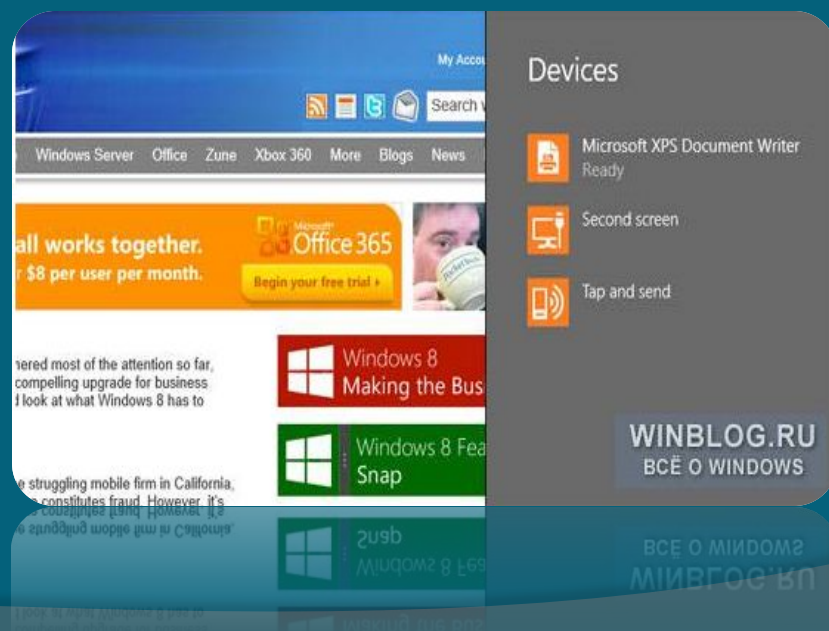 My Accou
Search w
Windows Server Office Zune Xbox 360 More Blogs News
all works together.
r $8 per user per month.
Microsoft
Office 365
Begin your free trial
hered most of the attention so far,
compelling upgrade for business
d look at what Windows 8 has to
Windows 8
Making the Bus
Windows 8 Fea
Snap
e struggling mobile firm in California,
constitutes fraud. However, it's
Devices
Microsoft XPS Document Writer
Ready
Second screen
Tap and send
WINBLOG.RU
ВСЁ О WINDOWS